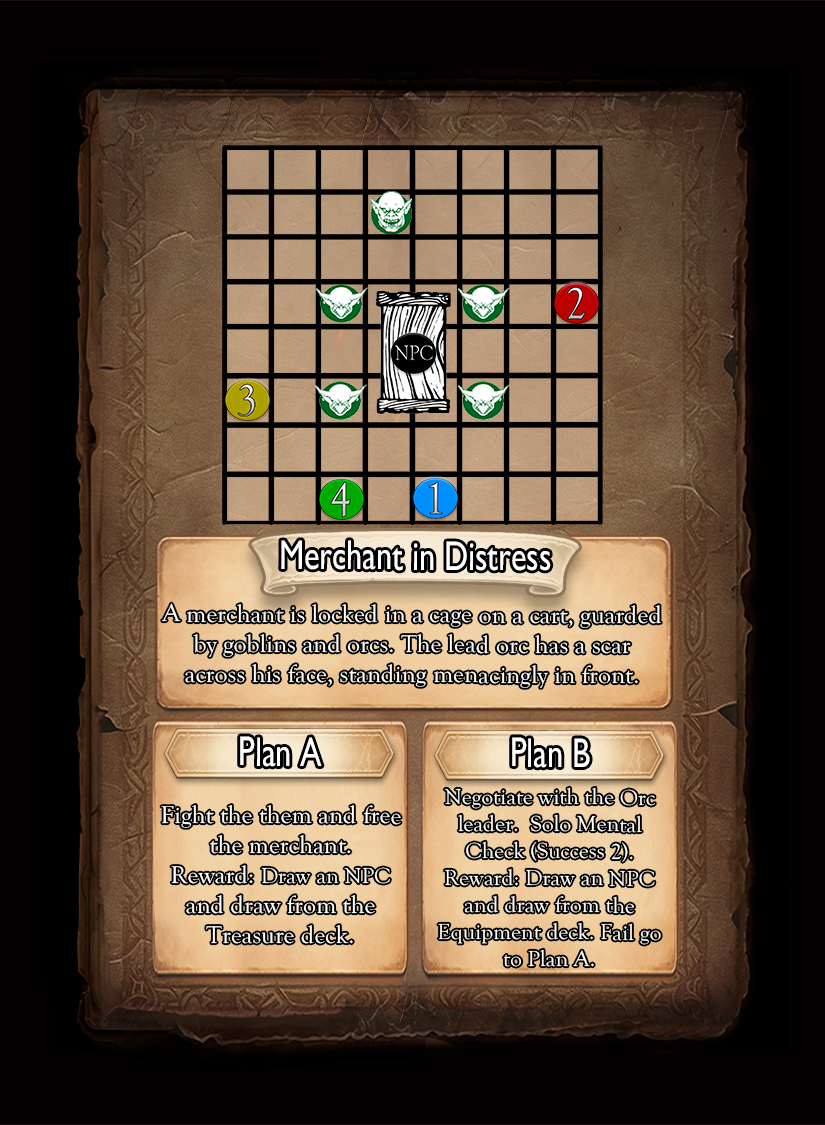 2
NPC
3
4
1
Merchant in Distress
A merchant is locked in a cage on a cart, guarded
by goblins and orcs. The lead orc has a scar
across his face, standing menacingly in front.
Plan A
Fight the them and free
the merchant.
Reward: Draw an NPC
and draw from the
Treasure deck.
Plan B
Negotiate with the Orc
leader. Solo Mental
Check (Success 2).
Reward: Draw an NPC
and draw from the
Equipment deck. Fail go
to Plan A.